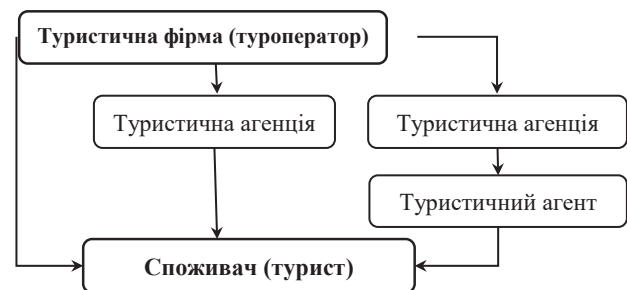 Туристична фірма (туроператор)
Туристична агенція
Туристична агенція
Туристичний агент
Споживач (турист)